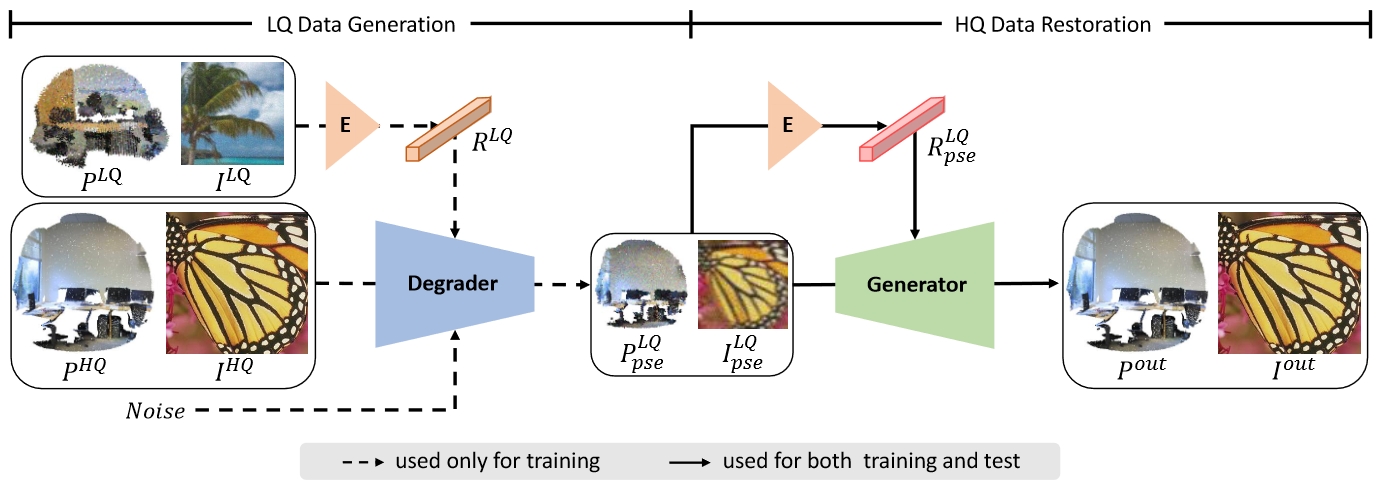 LQ Data Generation
HQ Data Restoration
P^{LQ}
I^{LQ}
E
R^{LQ}
E
R_{pse}^{LQ}
P^{HQ}
I^{HQ}
Degrader
P_{pse}^{LQ}
I_{pse}^{LQ}
Generator
P^{out}
I^{out}
Noise
used only for training
used for both training and test